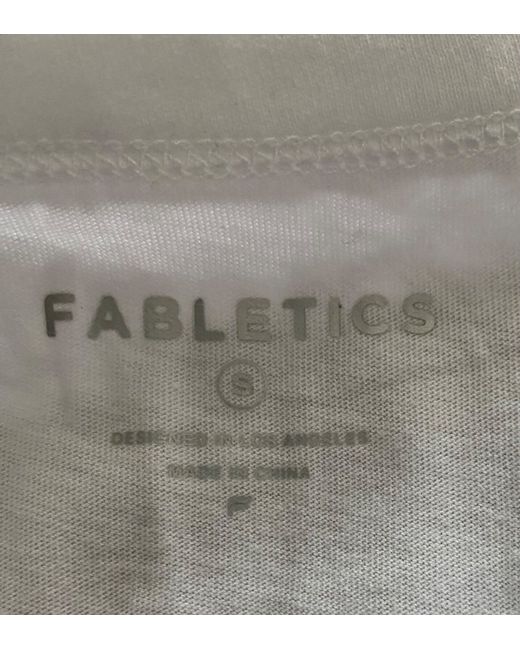 FABLETICS
S
DESIGNED IN LOS ANGELES
MADE IN CHINA
F